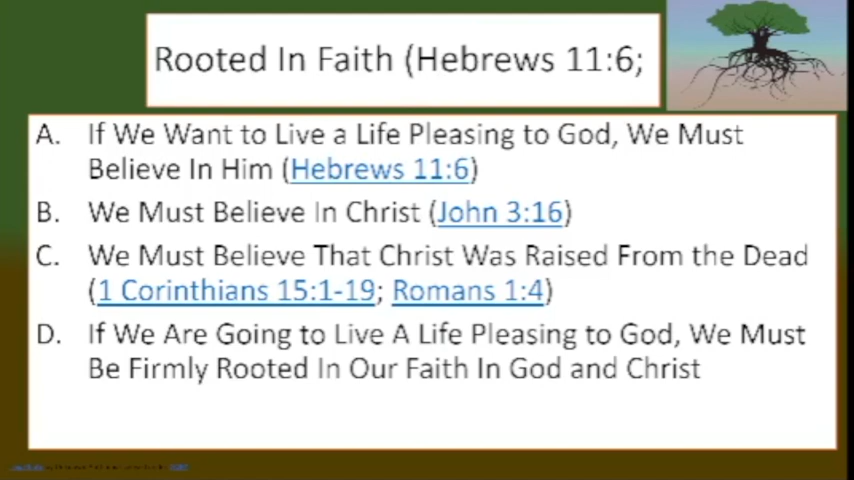 Rooted In Faith (Hebrews 11:6;
A. If We Want to Live a Life Pleasing to God, We Must
Believe In Him (Hebrews 11:6)
B. We Must Believe In Christ (John 3:16)
C. We Must Believe That Christ Was Raised From the Dead
(1 Corinthians 15:1-19; Romans 1:4)
D. If We Are Going to Live A Life Pleasing to God, We Must
Be Firmly Rooted In Our Faith In God and Christ